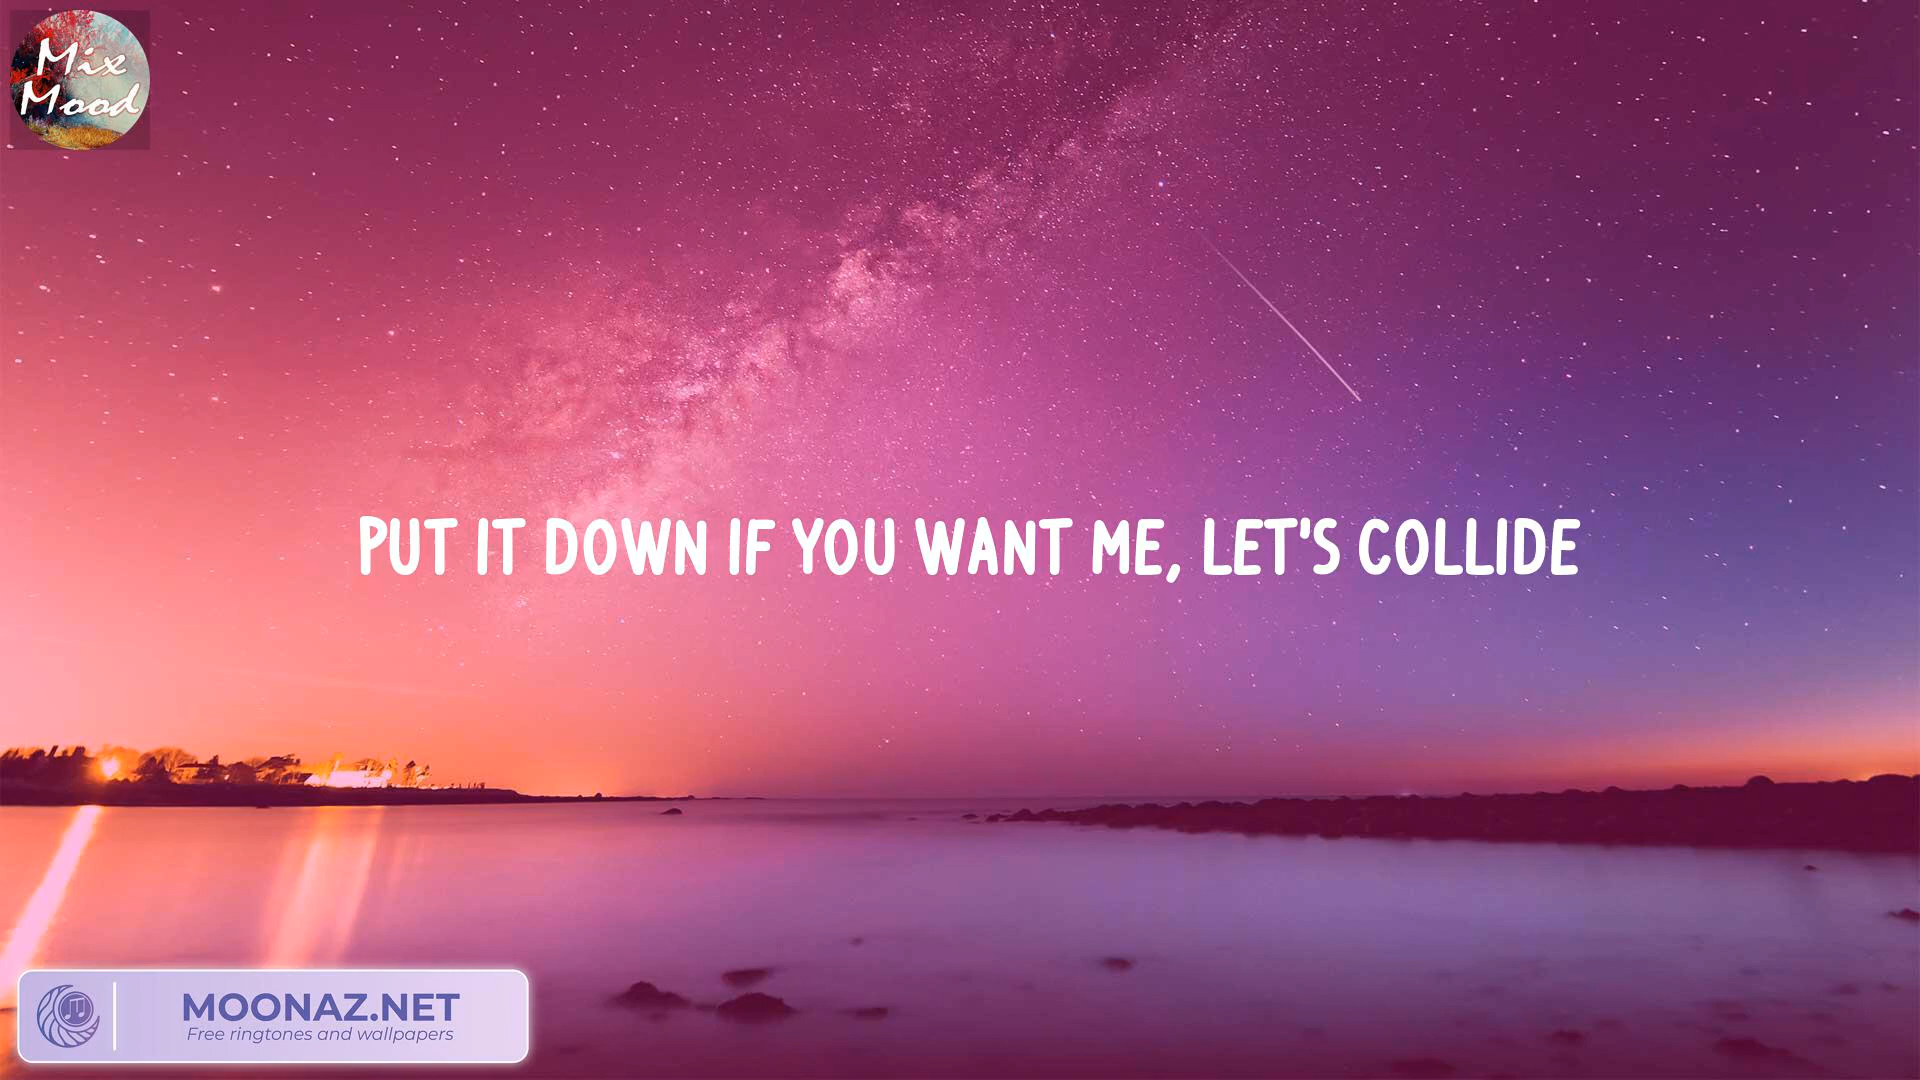 Mix
Mood
PUT IT DOWN IF YOU WANT ME, LET'S COLLIDE
MOONAZ.NET
Free ringtones and wallpapers